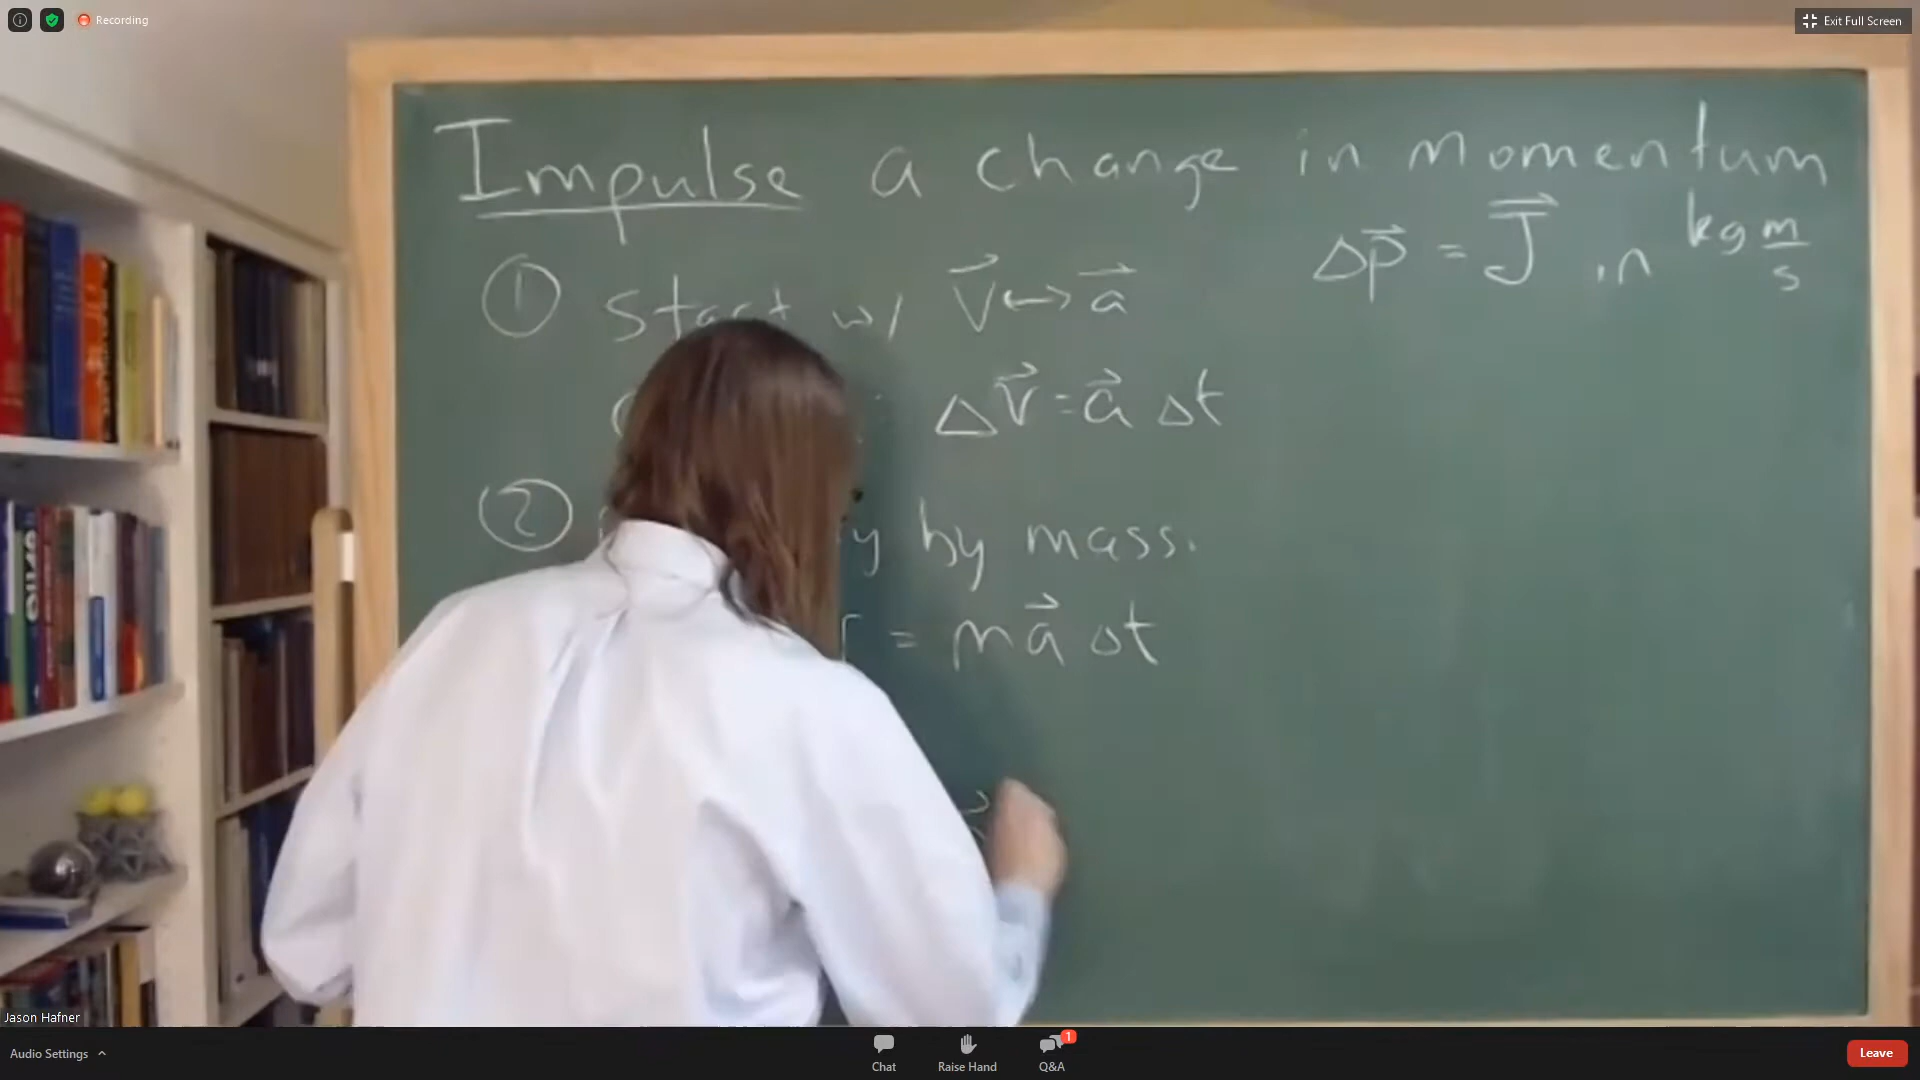 Recording
Exit Full Screen
Impulse a change in momentum
Δp⃗ = J⃗ in kg m/s
① Start w/ v⃗ ↔ a⃗
Δv⃗ = a⃗ Δt
② by mass.
= ma⃗ Δt
Jason Hafner
Audio Settings
Chat
Raise Hand
Q&A
1
Leave